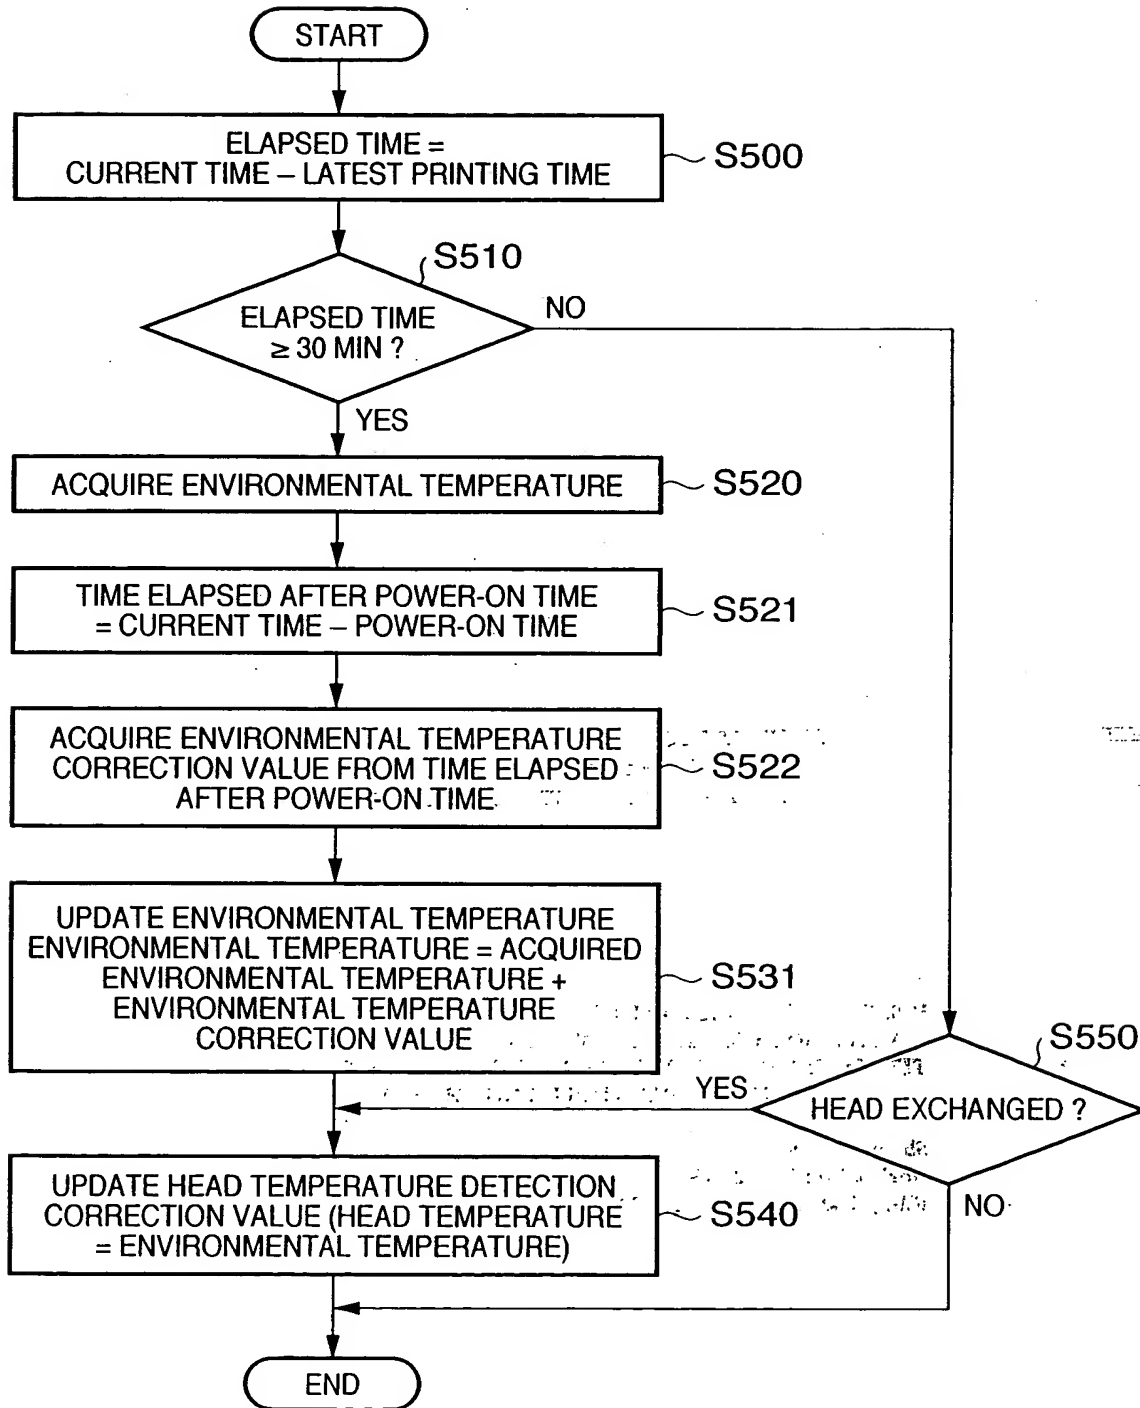 START
ELAPSED TIME =
CURRENT TIME – LATEST PRINTING TIME
S500
S510
ELAPSED TIME
≥ 30 MIN ?
NO
YES
ACQUIRE ENVIRONMENTAL TEMPERATURE
S520
TIME ELAPSED AFTER POWER-ON TIME
= CURRENT TIME – POWER-ON TIME
S521
ACQUIRE ENVIRONMENTAL TEMPERATURE
CORRECTION VALUE FROM TIME ELAPSED
AFTER POWER-ON TIME
S522
UPDATE ENVIRONMENTAL TEMPERATURE
ENVIRONMENTAL TEMPERATURE = ACQUIRED
ENVIRONMENTAL TEMPERATURE +
ENVIRONMENTAL TEMPERATURE
CORRECTION VALUE
S531
S550
HEAD EXCHANGED ?
YES
NO
UPDATE HEAD TEMPERATURE DETECTION
CORRECTION VALUE (HEAD TEMPERATURE
= ENVIRONMENTAL TEMPERATURE)
S540
END